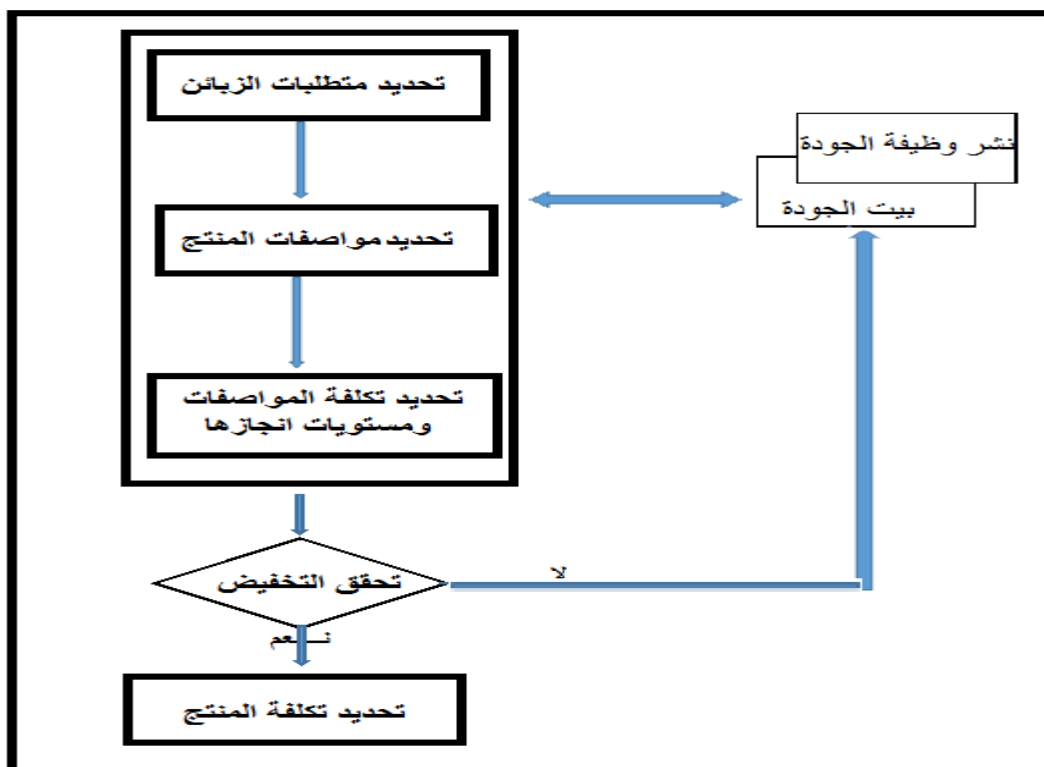 تحديد متطلبات الزبائن
نشر وظيفة الجودة
بيت الجودة
تحديد مواصفات المنتج
تحديد تكلفة المواصفات
ومستويات انجازها
تحقق التخفيض
لا
نـــعم
تحديد تكلفة المنتج